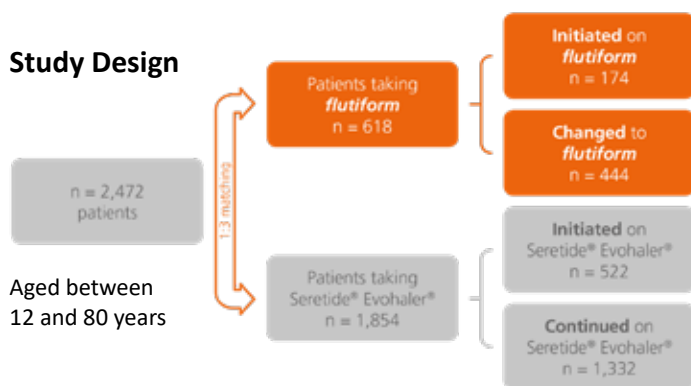 Study Design
n = 2,472
patients
Aged between
12 and 80 years
1:3 matching
Patients taking
flutiform
n = 618
Initiated on
flutiform
n = 174
Changed to
flutiform
n = 444
Patients taking
Seretide® Evohaler®
n = 1,854
Initiated on
Seretide® Evohaler®
n = 522
Continued on
Seretide® Evohaler®
n = 1,332